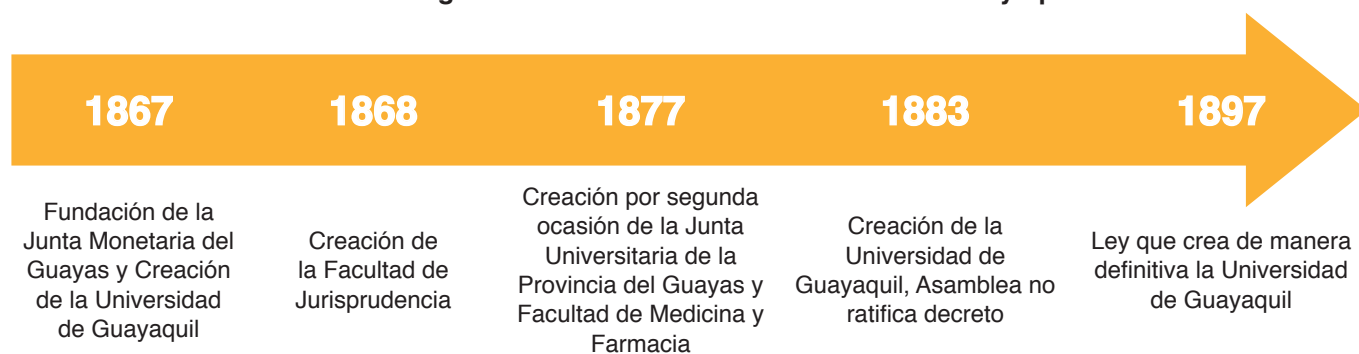 1867
1868
1877
1883
1897
Fundación de la
Junta Monetaria del
Guayas y Creación
de la Universidad
de Guayaquil
Creación de
la Facultad de
Jurisprudencia
Creación por segunda
ocasión de la Junta
Universitaria de la
Provincia del Guayas y
Facultad de Medicina y
Farmacia
Creación de la
Universidad de
Guayaquil, Asamblea no
ratifica decreto
Ley que crea de manera
definitiva la Universidad
de Guayaquil